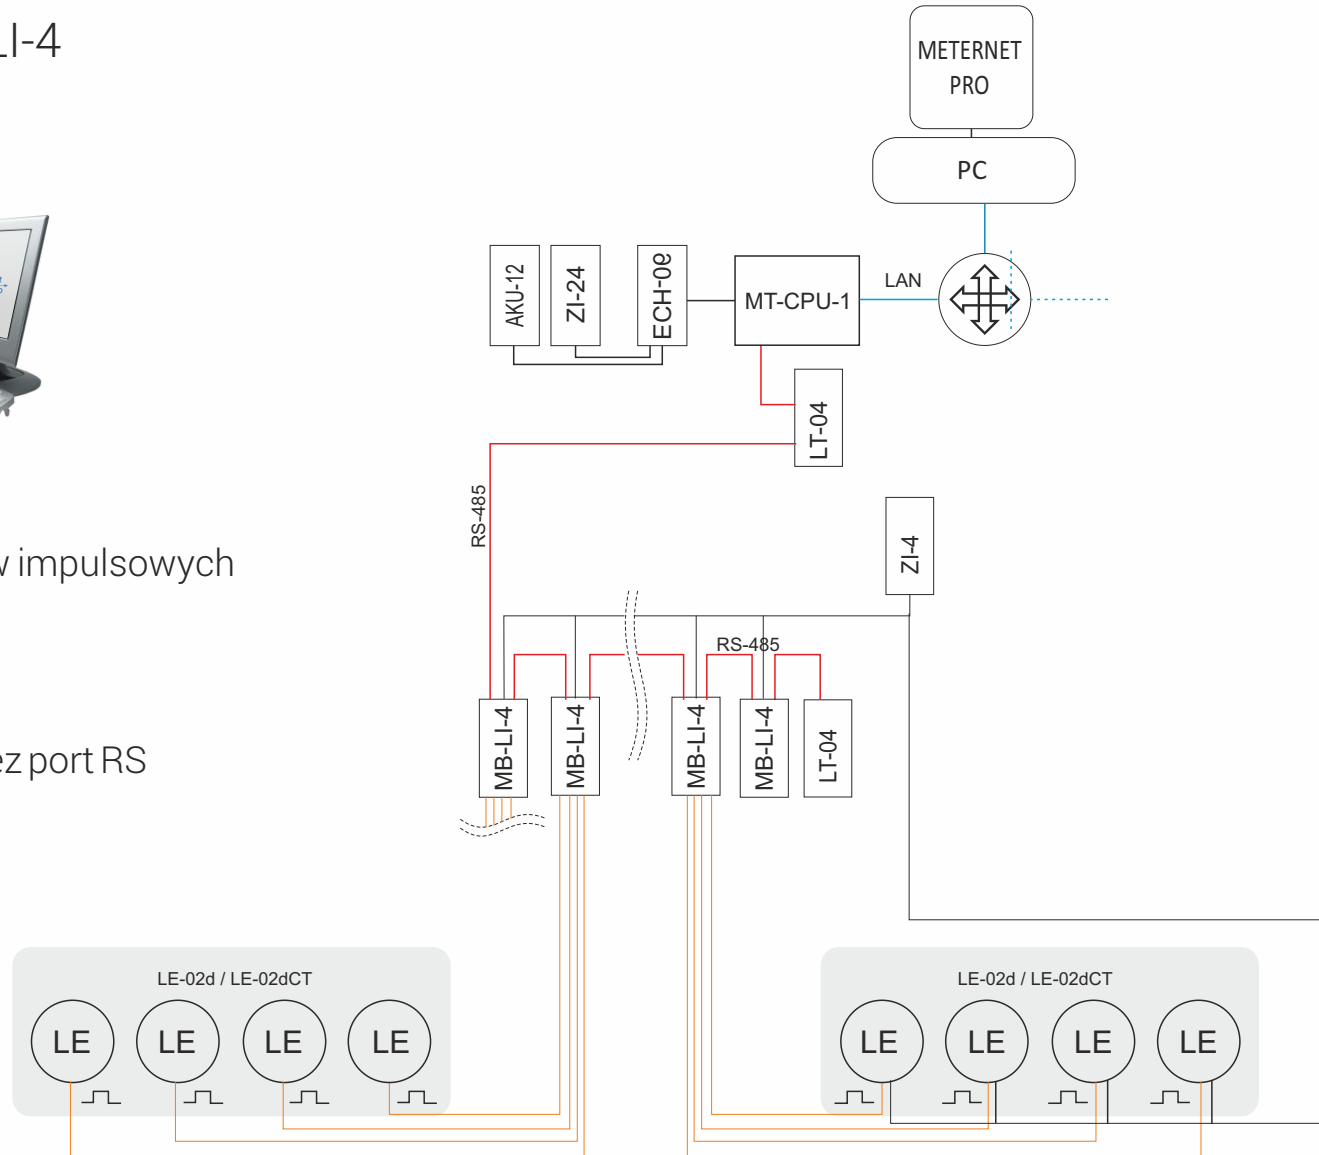 LI-4
METERNET
PRO
PC
AKU-12
ZI-24
ECH-06
MT-CPU-1
LAN
LT-04
RS-485
ZI-4
impulsowych
RS-485
MB-LI-4
MB-LI-4
MB-LI-4
MB-LI-4
LT-04
port RS
LE-02d / LE-02dCT
LE-02d / LE-02dCT
LE
LE
LE
LE
LE
LE
LE
LE